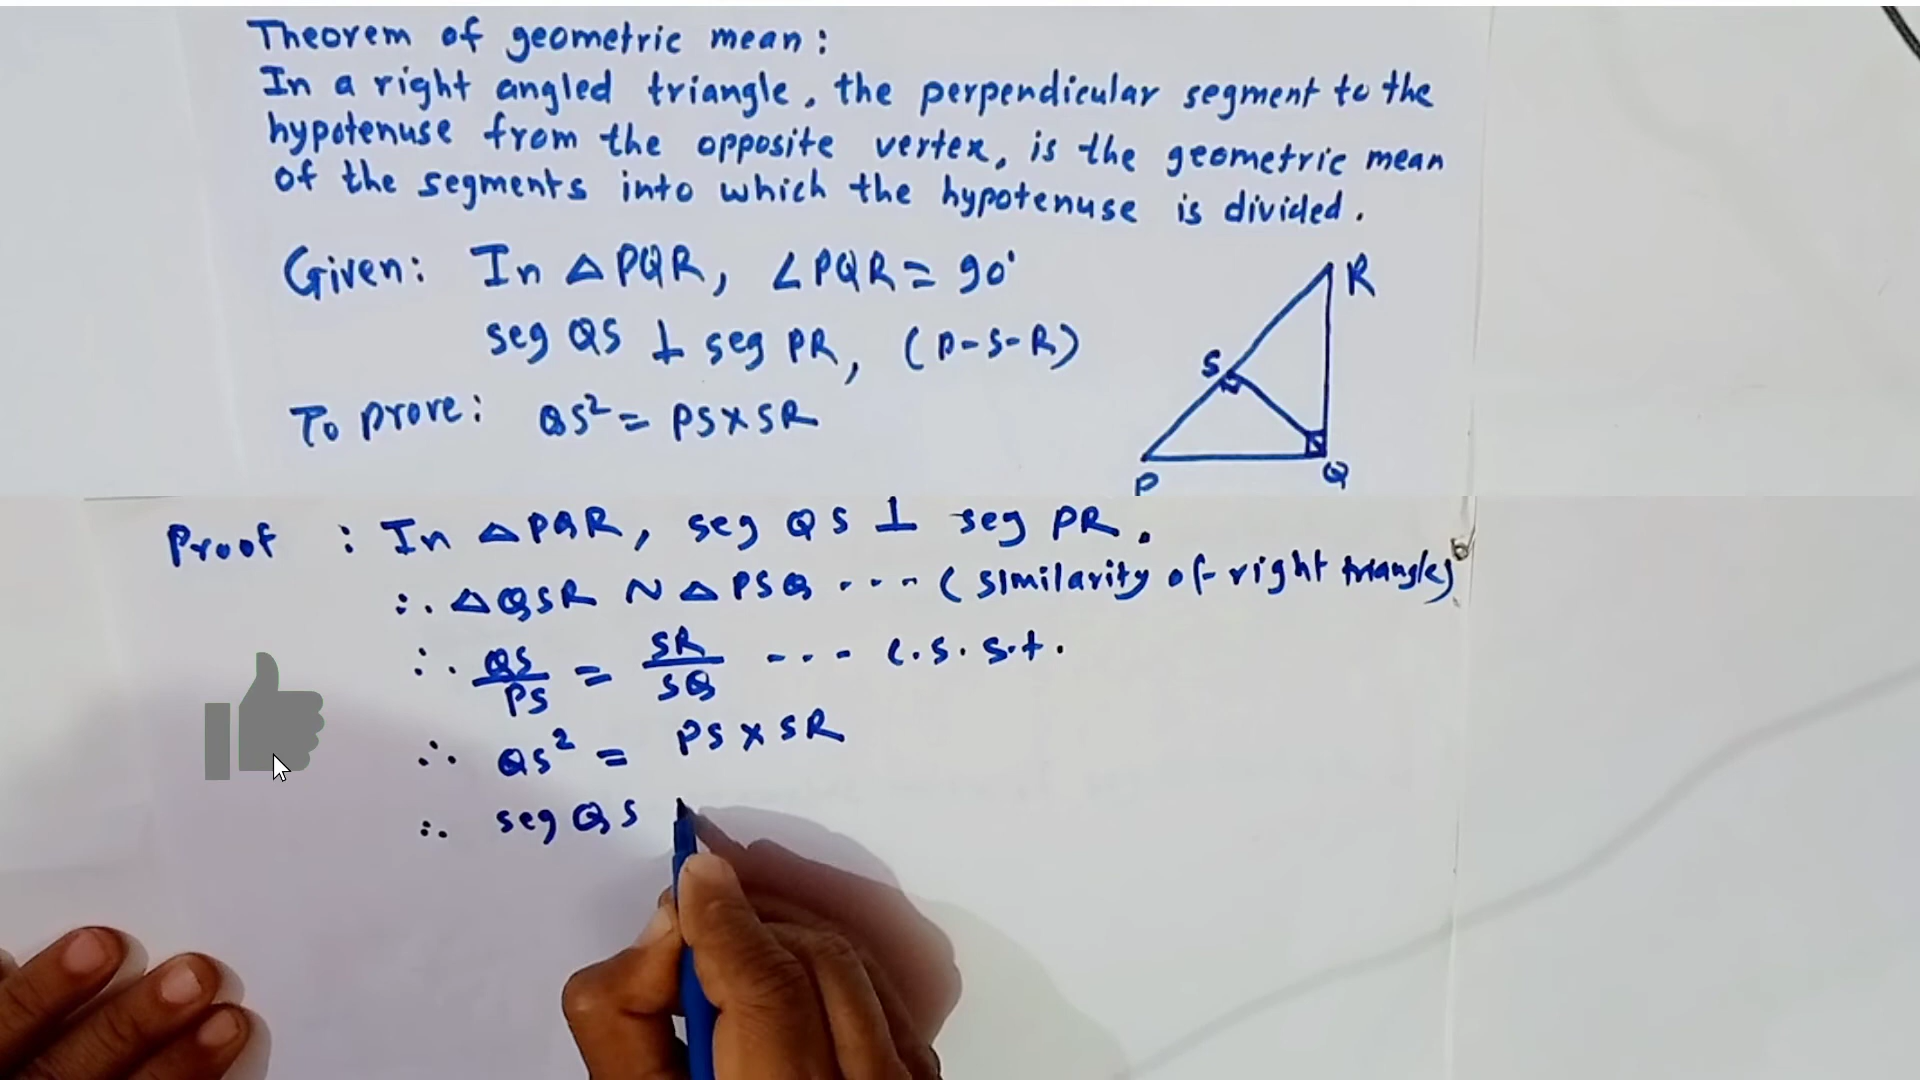 Theorem of geometric mean:
In a right angled triangle, the perpendicular segment to the
hypotenuse from the opposite vertex, is the geometric mean
of the segments into which the hypotenuse is divided.
Given: In △PQR, ∠PQR = 90°
seg QS ⊥ seg PR, (P-S-R)
To prove: QS² = PS×SR
R
S
P
Q
Proof : In △PQR, seg QS ⊥ seg PR.
∴ △QSR ~ △PSQ --- (similarity of right triangles)
∴ QS/PS = SR/SQ --- c.s.s.t.
∴ QS² = PS×SR
∴ seg QS